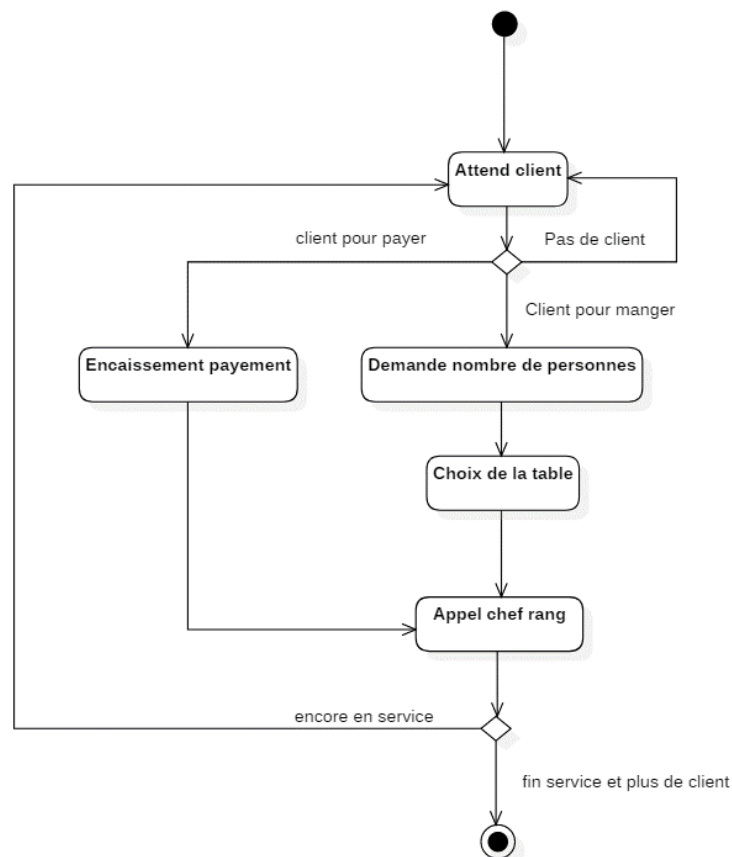 Attend client
client pour payer
Pas de client
Client pour manger
Encaissement payement
Demande nombre de personnes
Choix de la table
Appel chef rang
encore en service
fin service et plus de client